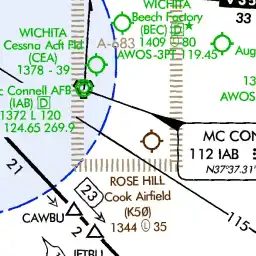 WICHITA
WICHITA
Cessna Acft Fld
(CEA)
1378 - 39
Beech Factory
(BEC) D
1409 - 80
AWOS-3PT 119.45
A-683
33
Aug
AWOS
Connell AFB
(IAB) D
1372 L 120
124.65 269.9
MC CON
112 IAB
N37°37.31'
21
23
ROSE HILL
Cook Airfield
(K50)
1344 L 35
CAWBU
2
115